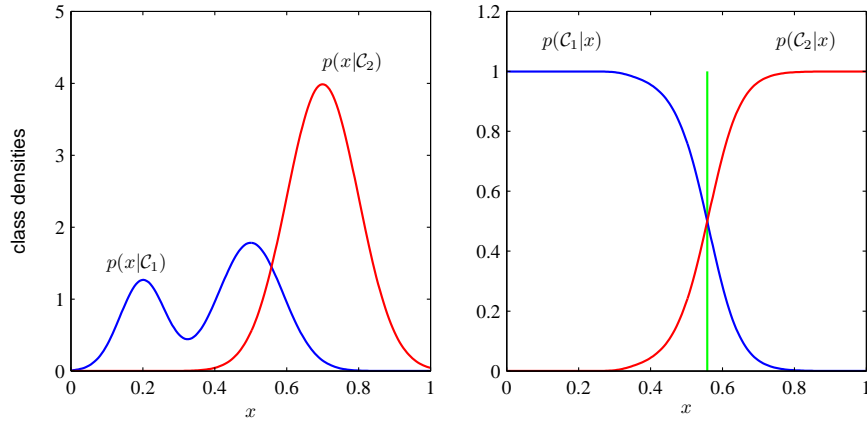 class densities
5
4
3
2
1
0
p(x|𝒞₂)
p(x|𝒞₁)
0 0.2 0.4 0.6 0.8 1
x
1.2
1
0.8
0.6
0.4
0.2
0
p(𝒞₁|x) p(𝒞₂|x)
0 0.2 0.4 0.6 0.8 1
x